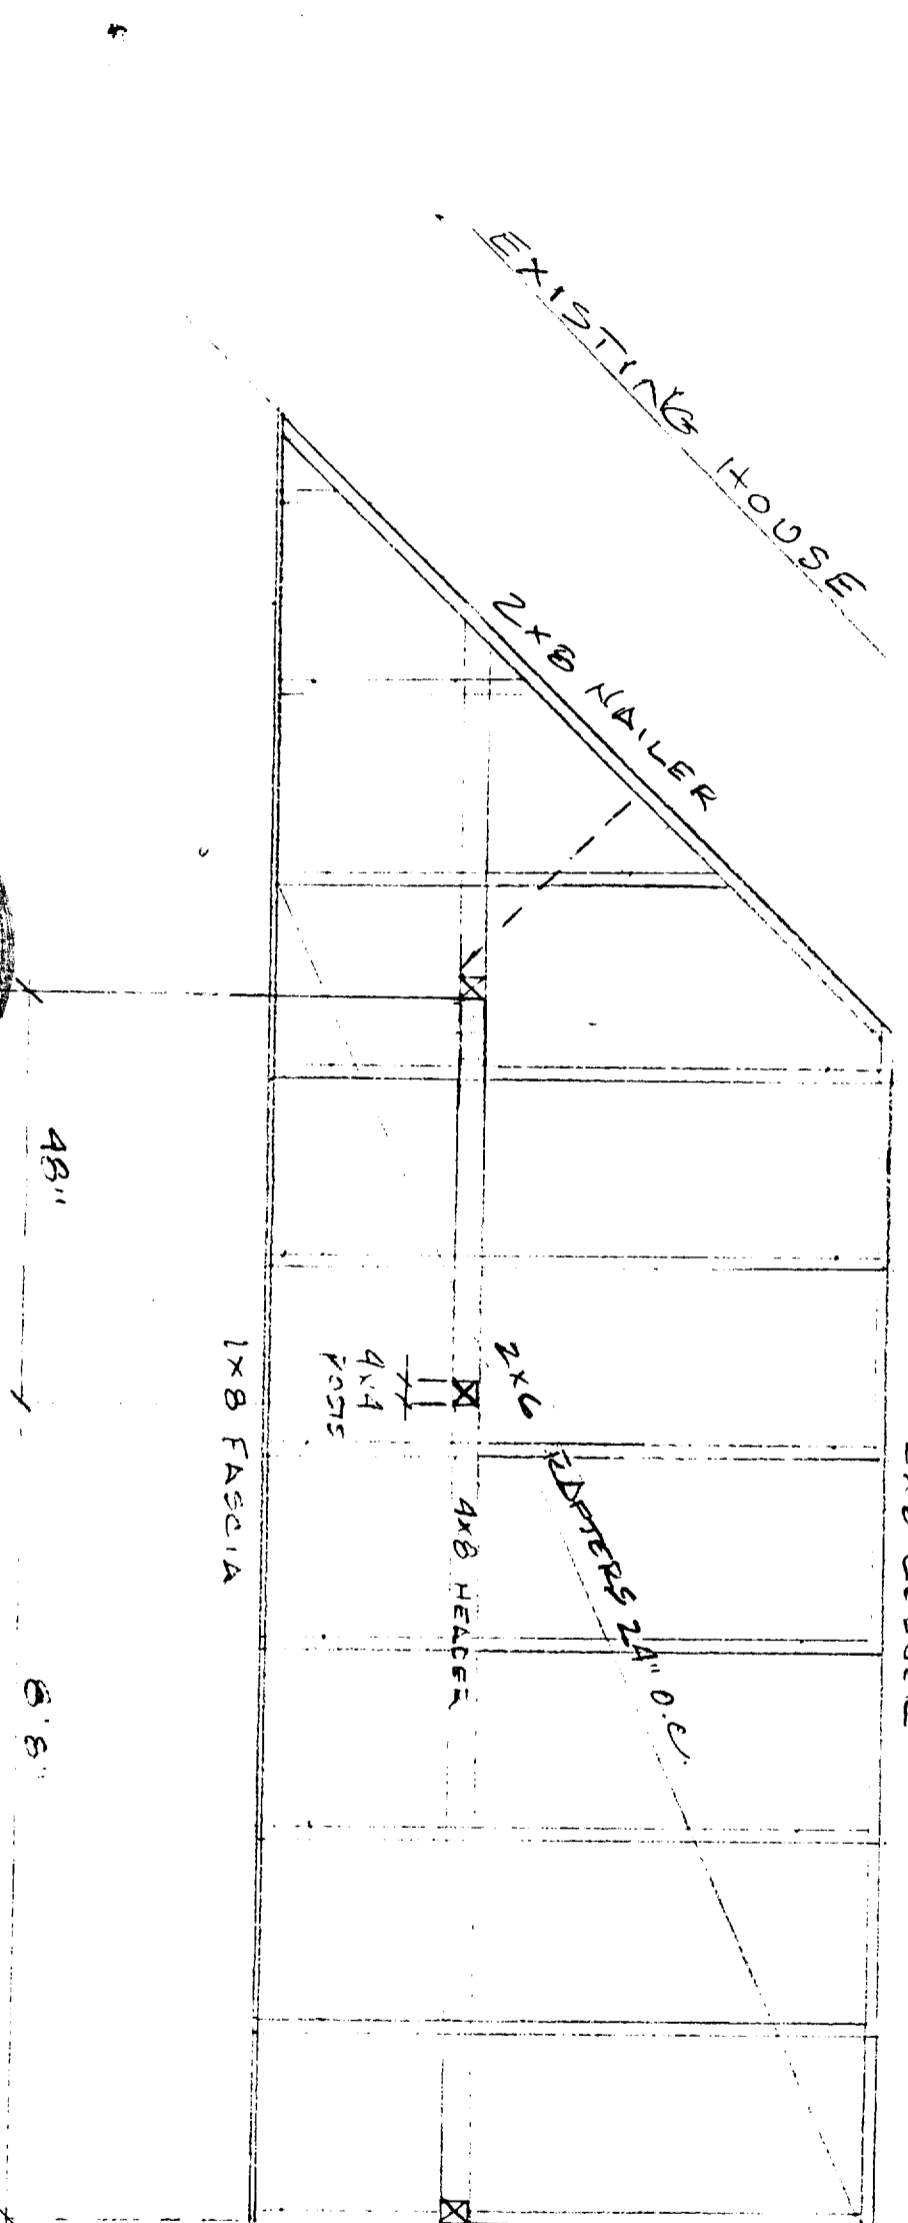 EXISTING HOUSE
2x8 NAILER
2x6 RAFTERS 24" O.C.
4x4
POSTS
4x8 HEADER
1x8 FASCIA
48"
8'8"